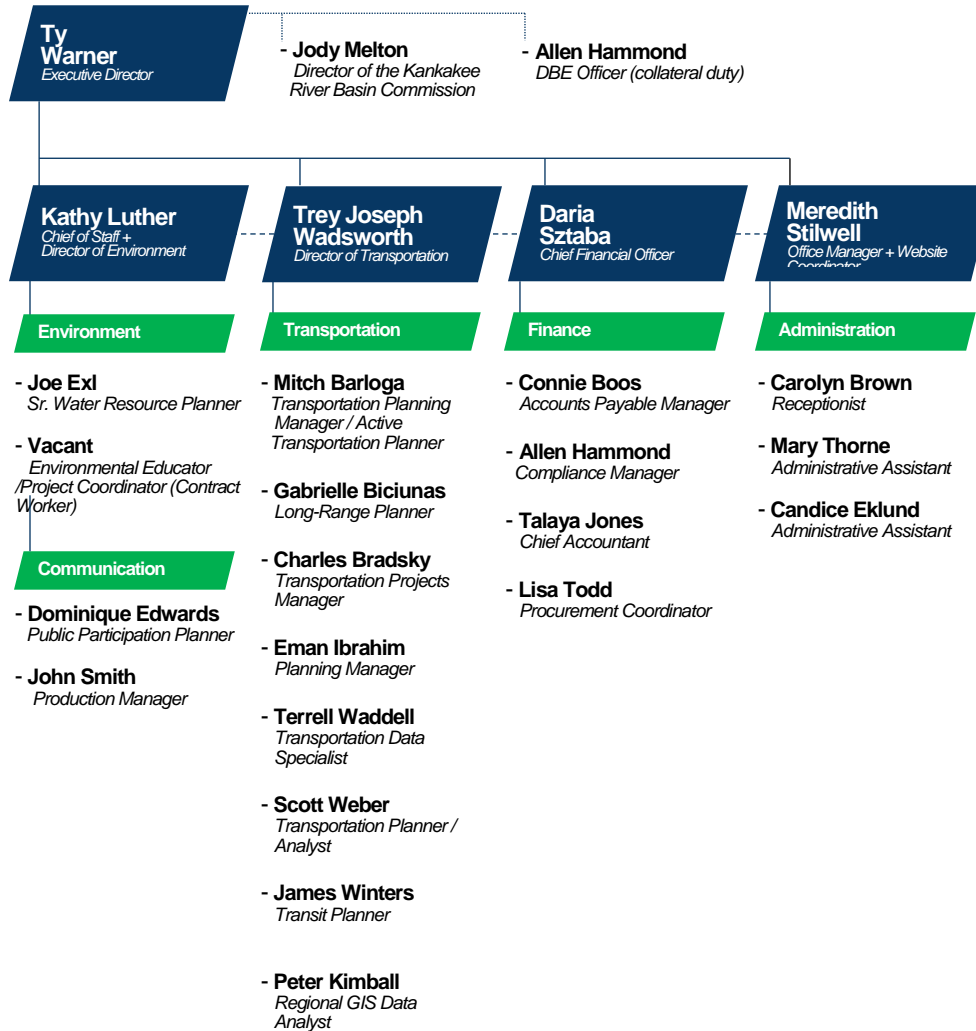 Ty
Warner
Executive Director
- Jody Melton
Director of the Kankakee
River Basin Commission
- Allen Hammond
DBE Officer (collateral duty)
Kathy Luther
Chief of Staff +
Director of Environment
Trey Joseph
Wadsworth
Director of Transportation
Daria
Sztaba
Chief Financial Officer
Meredith
Stilwell
Office Manager + Website
Coordinator
Environment
- Joe Exl
Sr. Water Resource Planner
- Vacant
Environmental Educator
/Project Coordinator (Contract
Worker)
Communication
- Dominique Edwards
Public Participation Planner
- John Smith
Production Manager
Transportation
- Mitch Barloga
Transportation Planning
Manager / Active
Transportation Planner
- Gabrielle Biciunas
Long-Range Planner
- Charles Bradsky
Transportation Projects
Manager
- Eman Ibrahim
Planning Manager
- Terrell Waddell
Transportation Data
Specialist
- Scott Weber
Transportation Planner /
Analyst
- James Winters
Transit Planner
- Peter Kimball
Regional GIS Data
Analyst
Finance
- Connie Boos
Accounts Payable Manager
- Allen Hammond
Compliance Manager
- Talaya Jones
Chief Accountant
- Lisa Todd
Procurement Coordinator
Administration
- Carolyn Brown
Receptionist
- Mary Thorne
Administrative Assistant
- Candice Eklund
Administrative Assistant